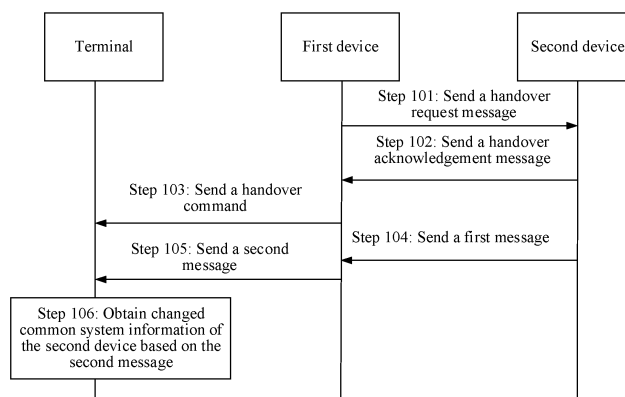 Terminal
First device
Second device
Step 101: Send a handover
request message
Step 102: Send a handover
acknowledgement message
Step 103: Send a handover
command
Step 104: Send a first message
Step 105: Send a second
message
Step 106: Obtain changed
common system information of
the second device based on the
second message